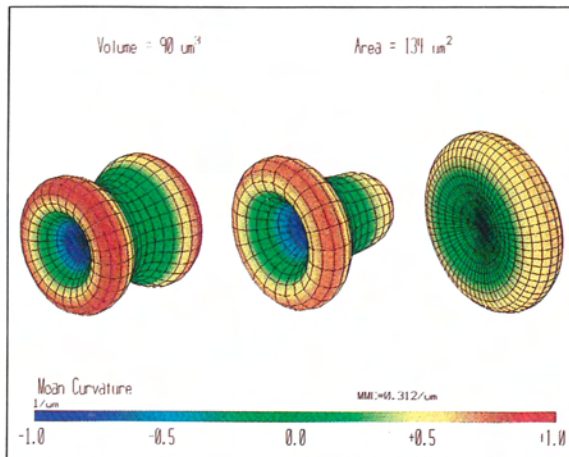 Volume = 90 um³ Area = 134 um²
Mean Curvature
1/um MMC=0.312/um
-1.0 -0.5 0.0 +0.5 +1.0